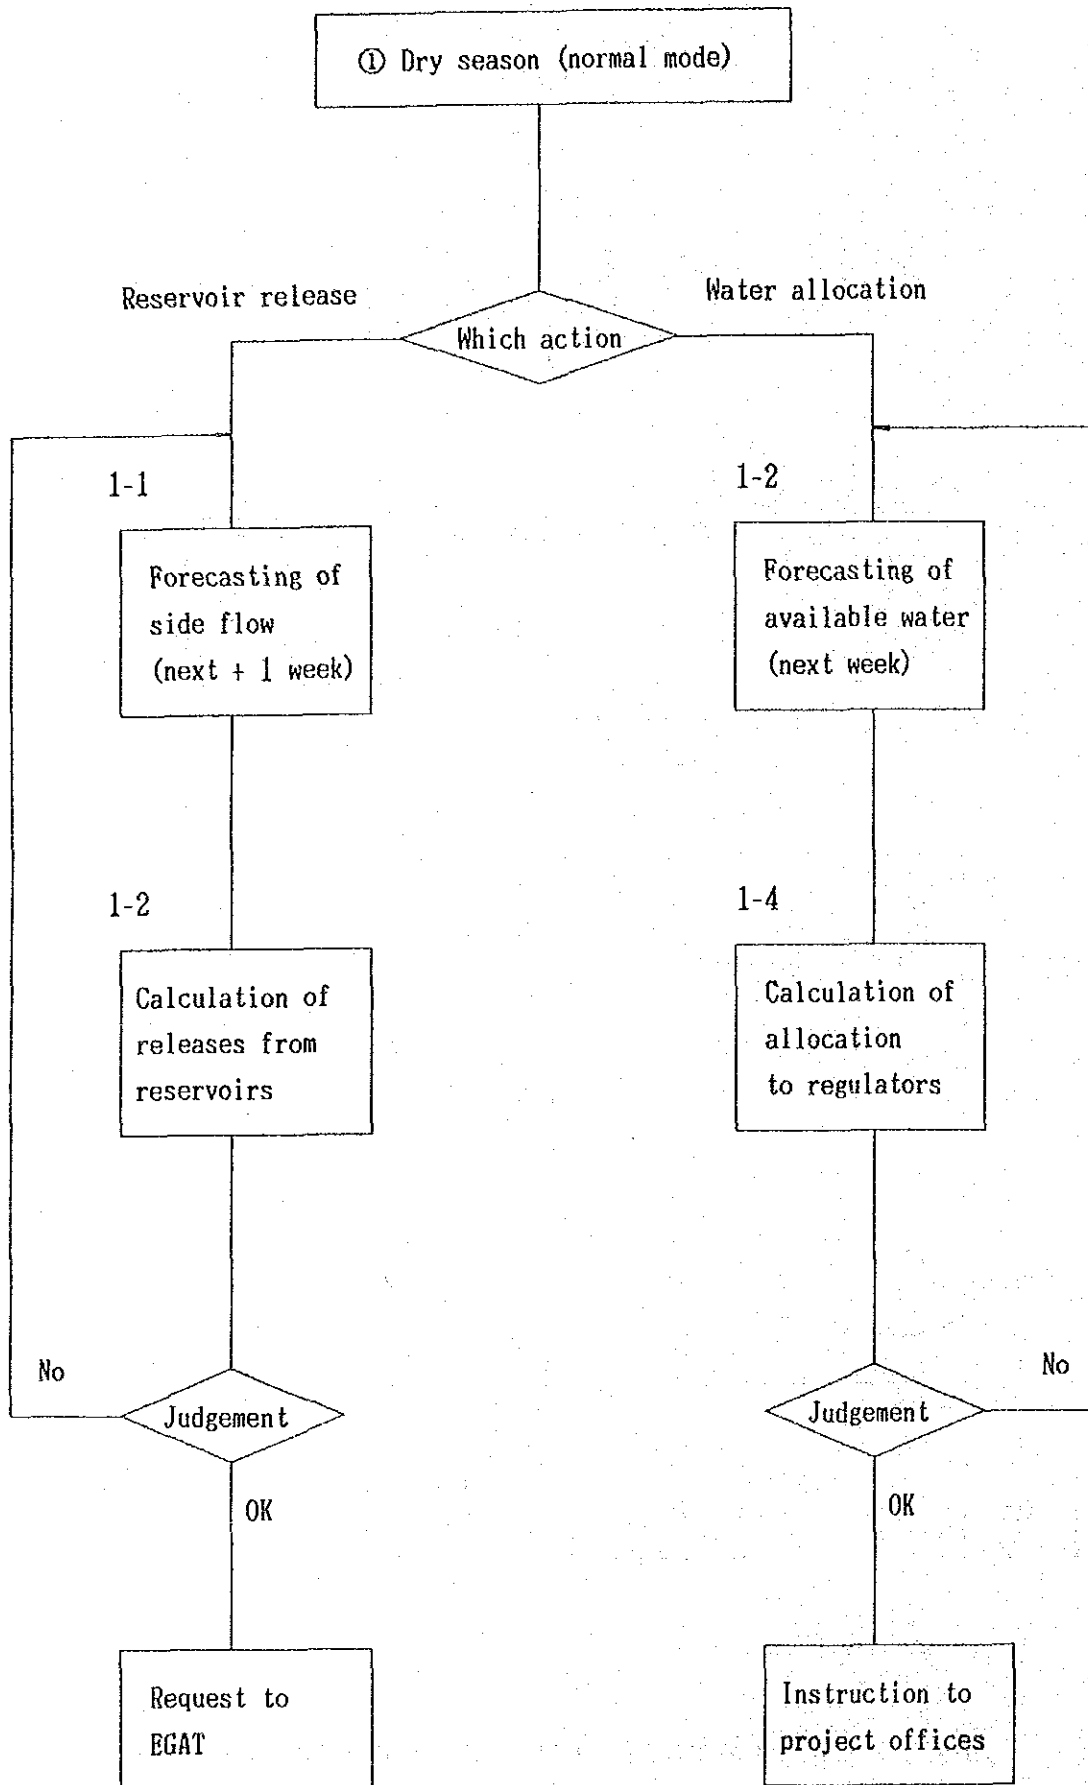 ① Dry season (normal mode)
Reservoir release
Water allocation
Which action
1-1
Forecasting of
side flow
(next + 1 week)
1-2
Calculation of
releases from
reservoirs
No
Judgement
OK
Request to
EGAT
1-2
Forecasting of
available water
(next week)
1-4
Calculation of
allocation
to regulators
No
Judgement
OK
Instruction to
project offices